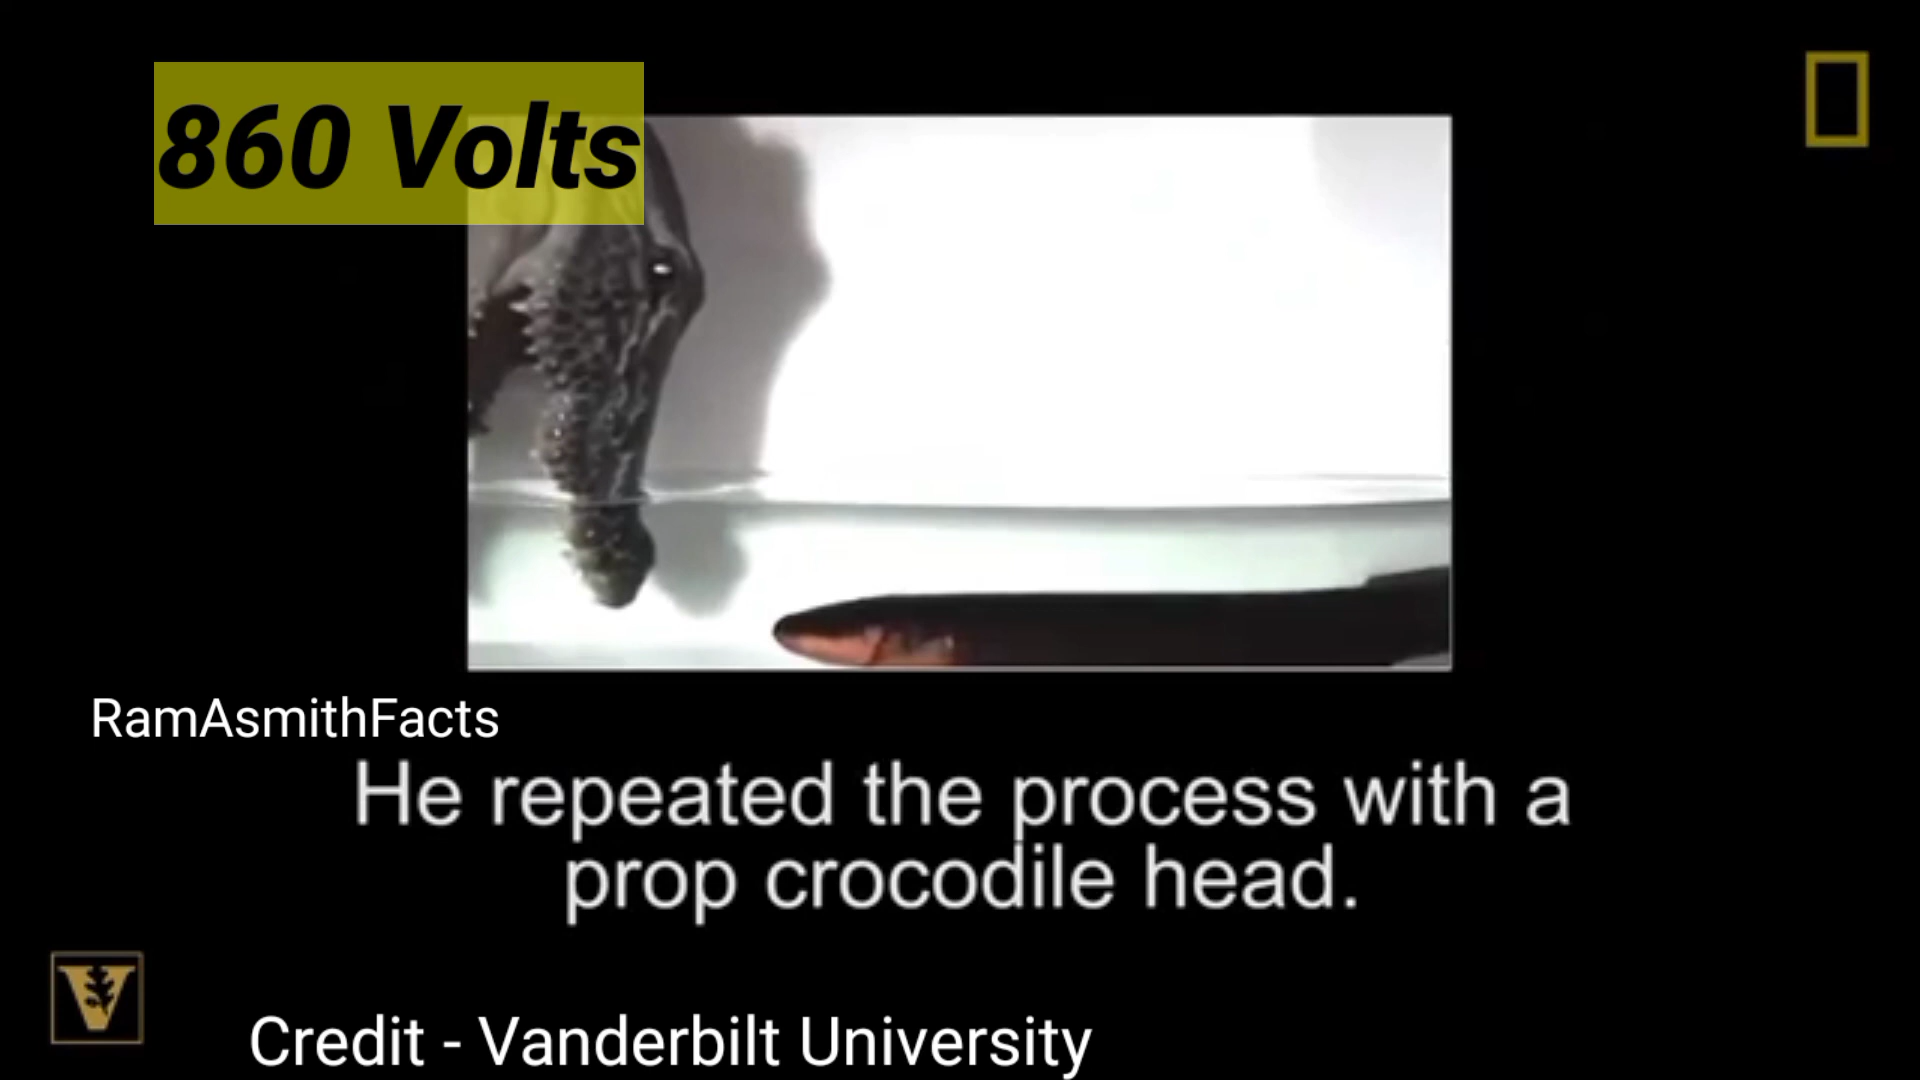 860 Volts
RamAsmithFacts
He repeated the process with a
prop crocodile head.
V
Credit - Vanderbilt University